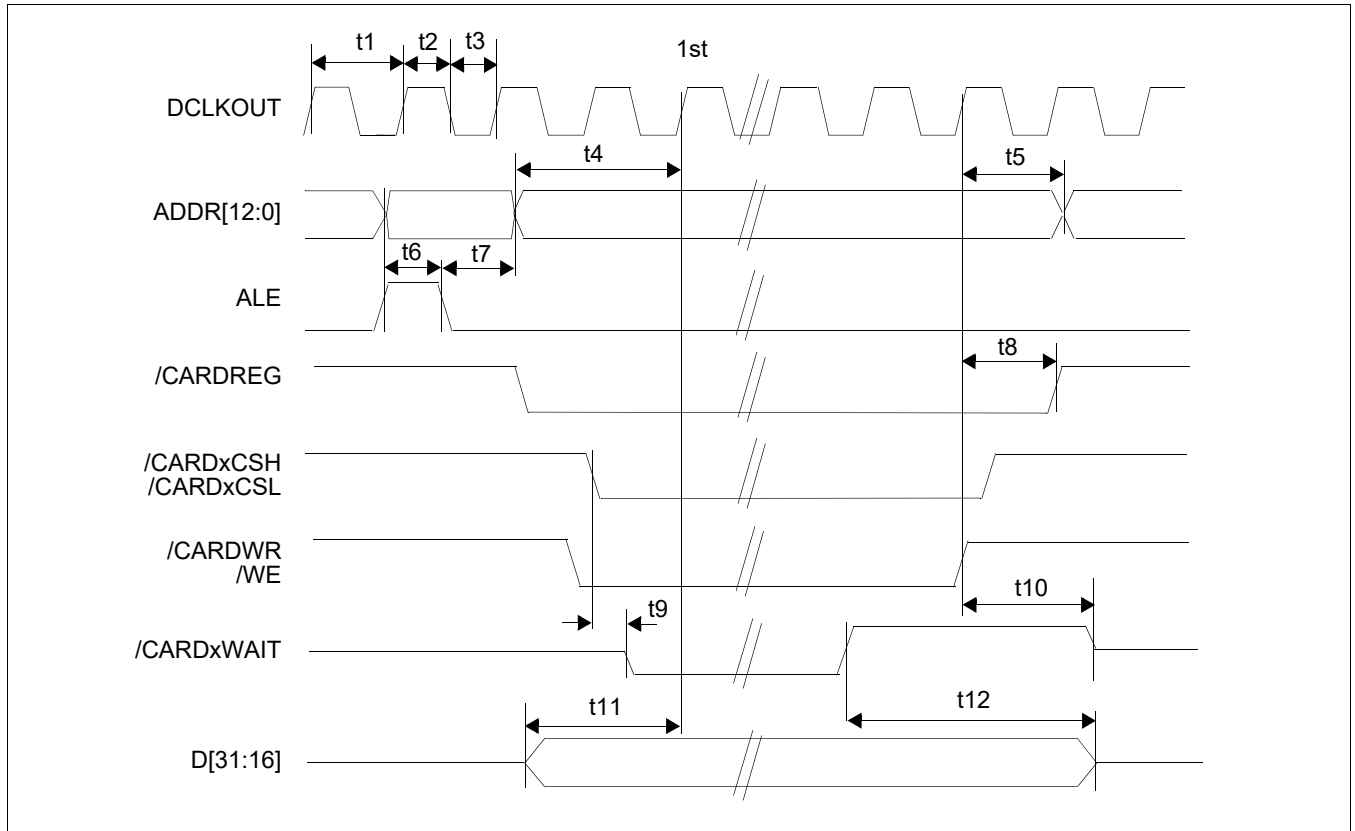 t1
t2
t3
1st
DCLKOUT
t4
t5
ADDR[12:0]
t6
t7
ALE
t8
/CARDREG
/CARDxCSH
/CARDxCSL
/CARDWR
/WE
t10
t9
/CARDxWAIT
t11
t12
D[31:16]